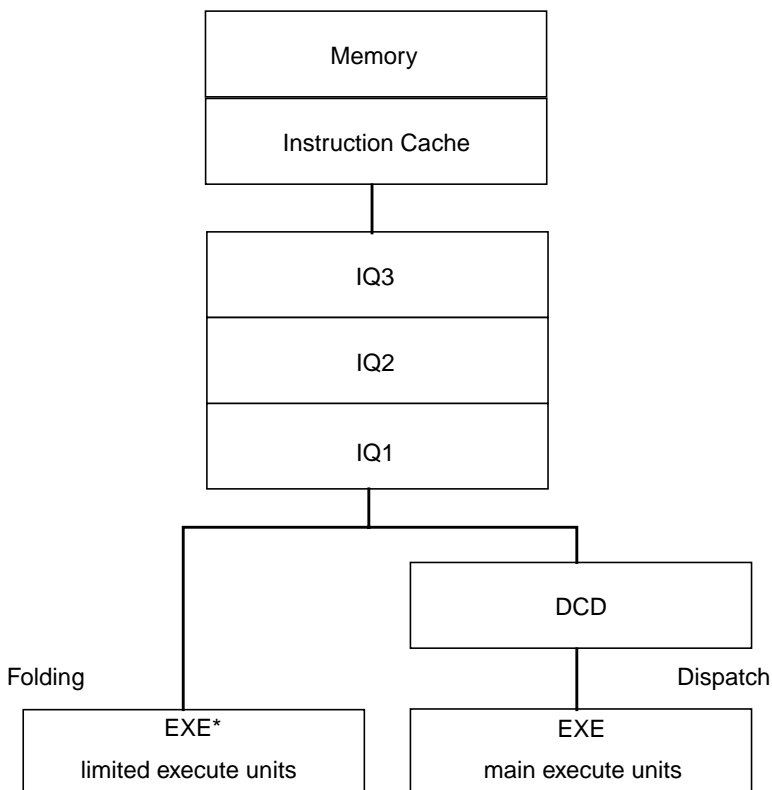 Memory
Instruction Cache
IQ3
IQ2
IQ1
DCD
Folding
Dispatch
EXE*
limited execute units
EXE
main execute units